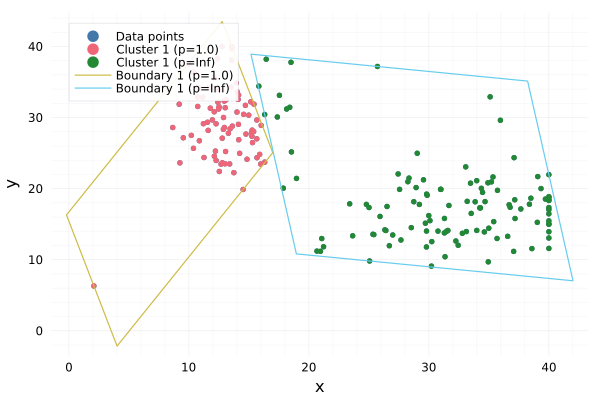 Data points
Cluster 1 (p=1.0)
Cluster 1 (p=Inf)
Boundary 1 (p=1.0)
Boundary 1 (p=Inf)
40
30
20
10
0
y
0 10 20 30 40
x